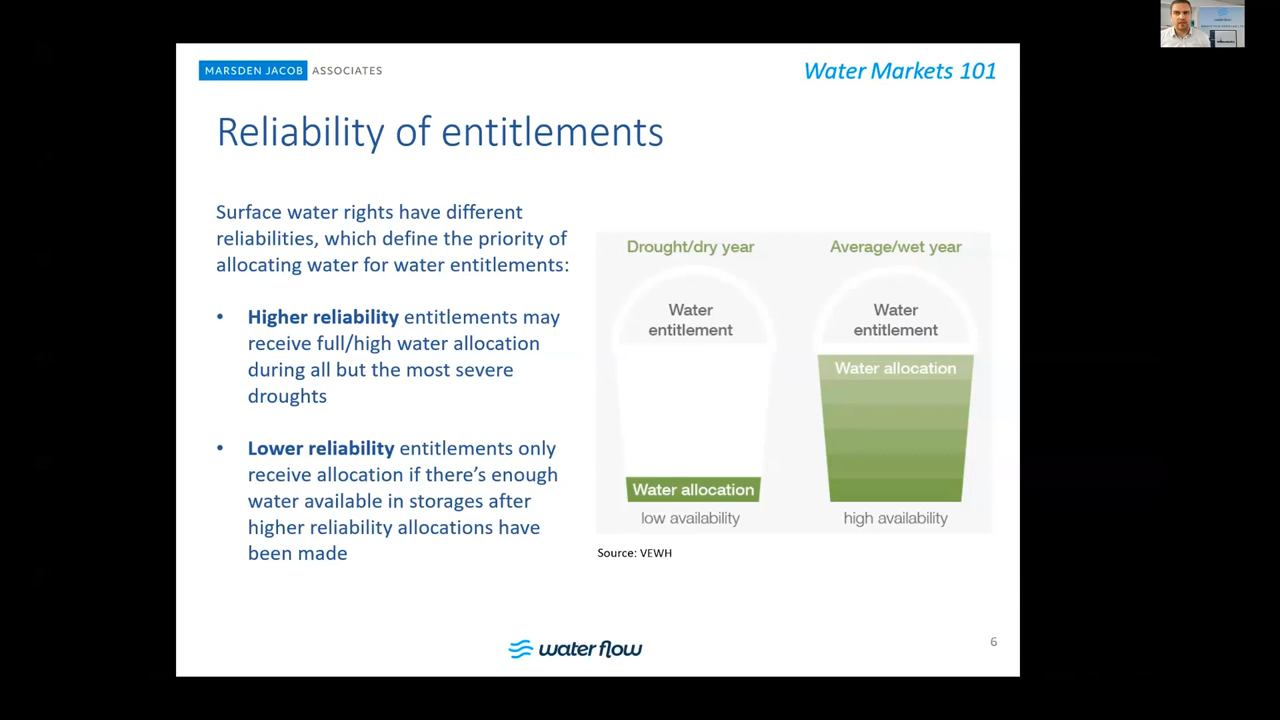 MARSDEN JACOB ASSOCIATES
Water Markets 101
Reliability of entitlements
Surface water rights have different
reliabilities, which define the priority of
allocating water for water entitlements:
• Higher reliability entitlements may
receive full/high water allocation
during all but the most severe
droughts
• Lower reliability entitlements only
receive allocation if there's enough
water available in storages after
higher reliability allocations have
been made
Drought/dry year
Water
entitlement
Water allocation
low availability
Average/wet year
Water
entitlement
Water allocation
high availability
Source: VEWH
water flow
6